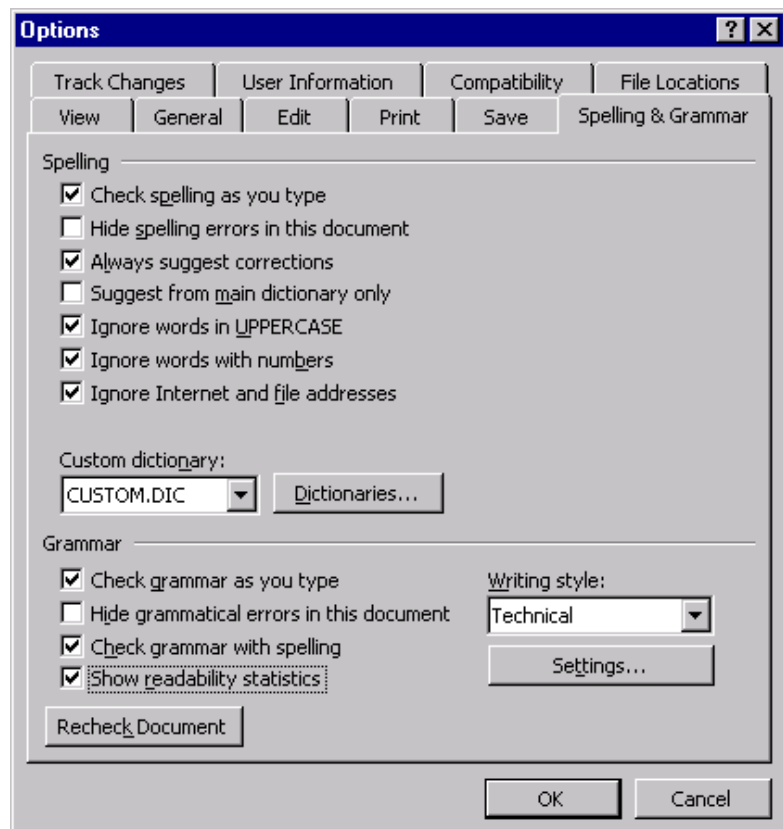 Options
Track Changes User Information Compatibility File Locations
View General Edit Print Save Spelling & Grammar
Spelling
Check spelling as you type
Hide spelling errors in this document
Always suggest corrections
Suggest from main dictionary only
Ignore words in UPPERCASE
Ignore words with numbers
Ignore Internet and file addresses
Custom dictionary:
CUSTOM.DIC Dictionaries...
Grammar
Check grammar as you type Writing style:
Hide grammatical errors in this document Technical
Check grammar with spelling
Show readability statistics Settings...
Recheck Document
OK Cancel